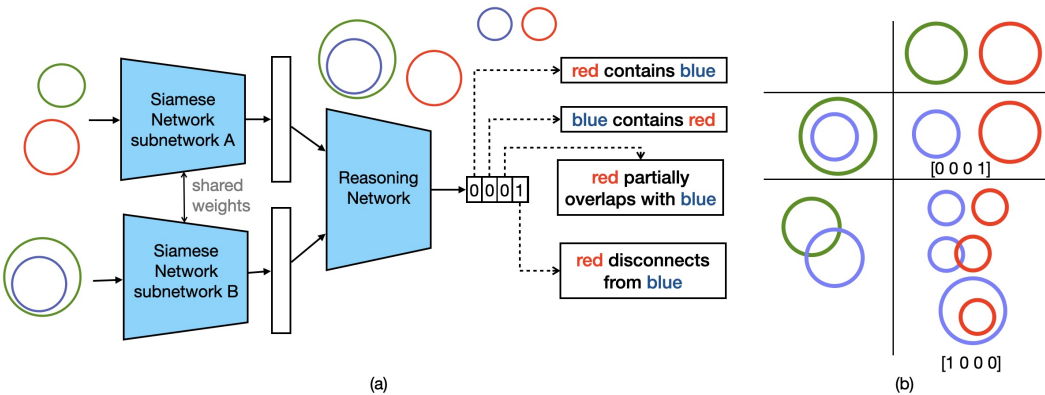 Siamese
Network
subnetwork A
shared
weights
Siamese
Network
subnetwork B
Reasoning
Network
0 0 0 1
red contains blue
blue contains red
red partially
overlaps with blue
red disconnects
from blue
(a)
[0 0 0 1]
[1 0 0 0]
(b)